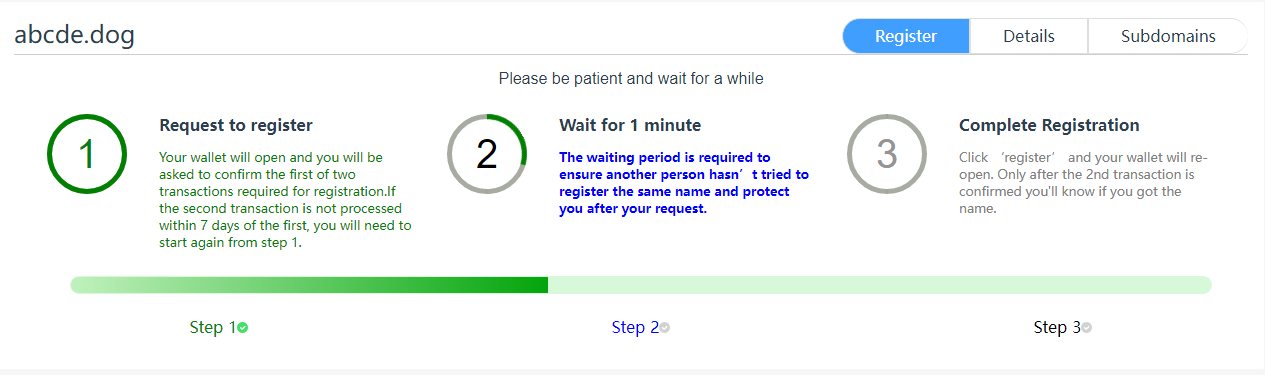 abcde.dog
Register
Details
Subdomains
Please be patient and wait for a while
1
Request to register
Your wallet will open and you will be
asked to confirm the first of two
transactions required for registration.If
the second transaction is not processed
within 7 days of the first, you will need to
start again from step 1.
2
Wait for 1 minute
The waiting period is required to
ensure another person hasn’t tried to
register the same name and protect
you after your request.
3
Complete Registration
Click ‘register’ and your wallet will re-
open. Only after the 2nd transaction is
confirmed you'll know if you got the
name.
Step 1
Step 2
Step 3